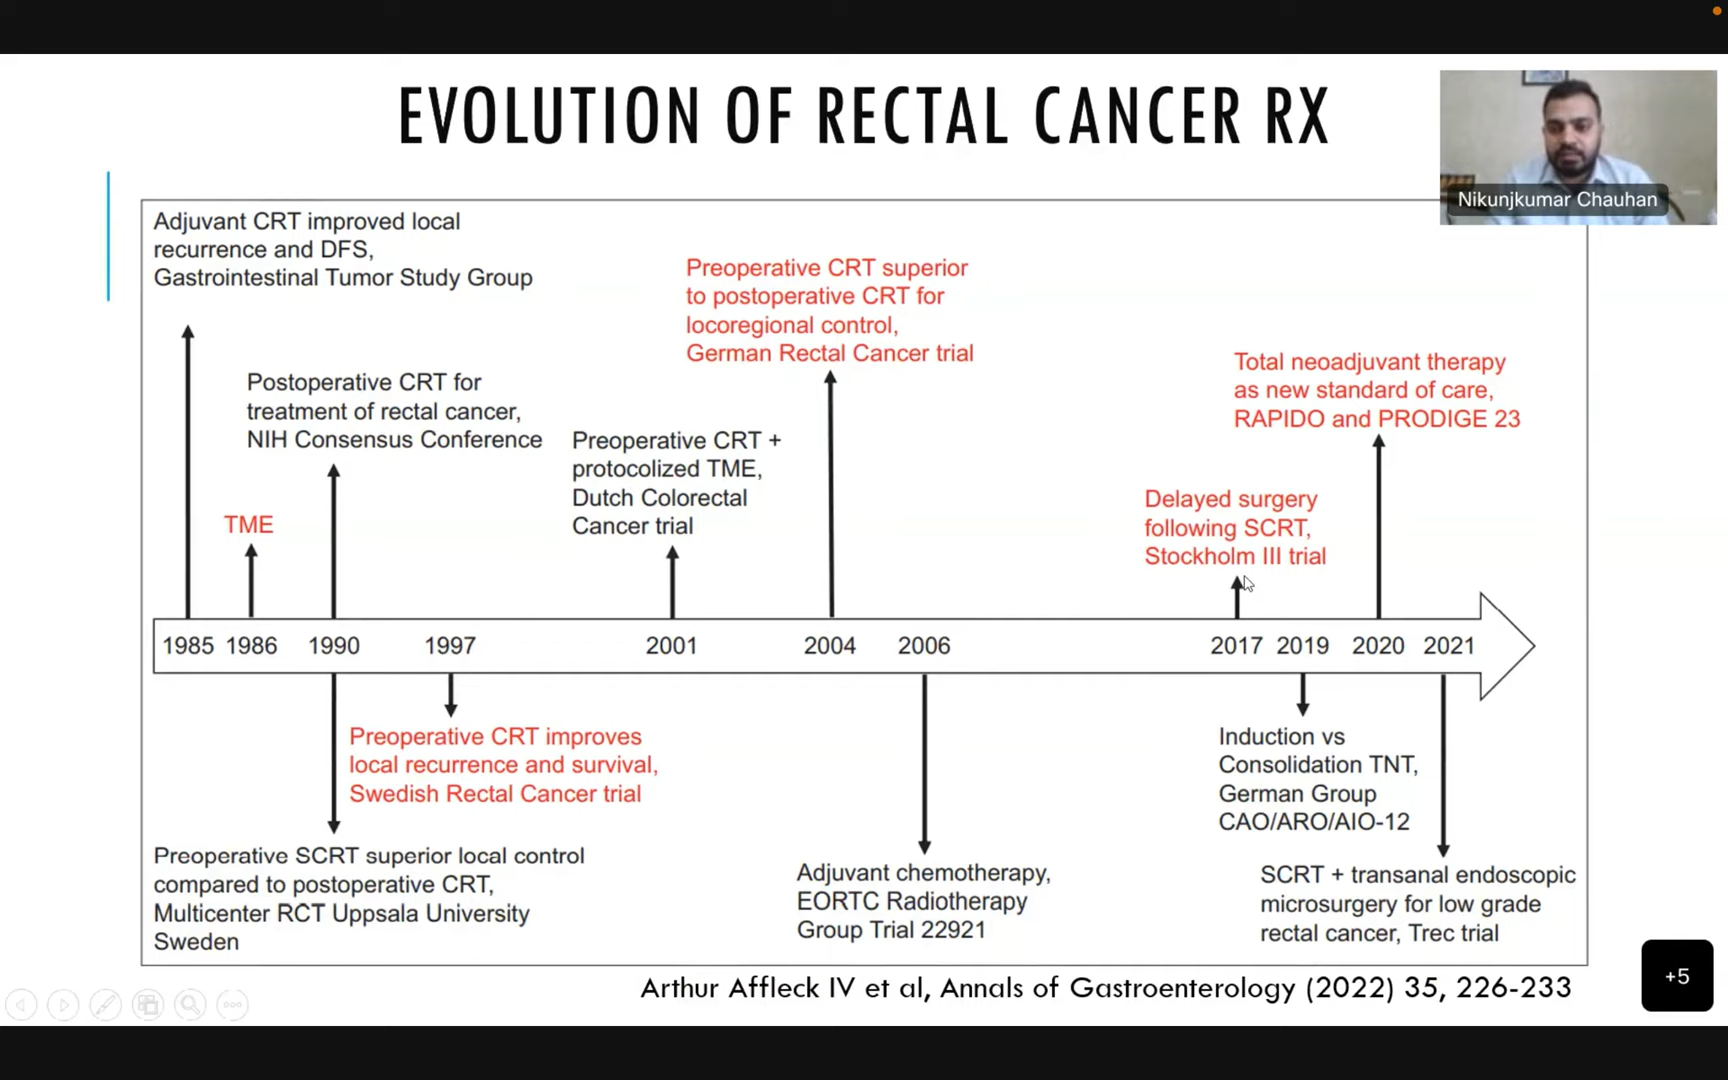 EVOLUTION OF RECTAL CANCER RX
Nikunjkumar Chauhan
Adjuvant CRT improved local
recurrence and DFS,
Gastrointestinal Tumor Study Group
Preoperative CRT superior
to postoperative CRT for
locoregional control,
German Rectal Cancer trial
Total neoadjuvant therapy
as new standard of care,
RAPIDO and PRODIGE 23
Postoperative CRT for
treatment of rectal cancer,
NIH Consensus Conference
Preoperative CRT +
protocolized TME,
Dutch Colorectal
Cancer trial
TME
Delayed surgery
following SCRT,
Stockholm III trial
1985 1986 1990 1997 2001 2004 2006 2017 2019 2020 2021
Preoperative CRT improves
local recurrence and survival,
Swedish Rectal Cancer trial
Induction vs
Consolidation TNT,
German Group
CAO/ARO/AIO-12
Preoperative SCRT superior local control
compared to postoperative CRT,
Multicenter RCT Uppsala University
Sweden
Adjuvant chemotherapy,
EORTC Radiotherapy
Group Trial 22921
SCRT + transanal endoscopic
microsurgery for low grade
rectal cancer, Trec trial
Arthur Affleck IV et al, Annals of Gastroenterology (2022) 35, 226-233
+5